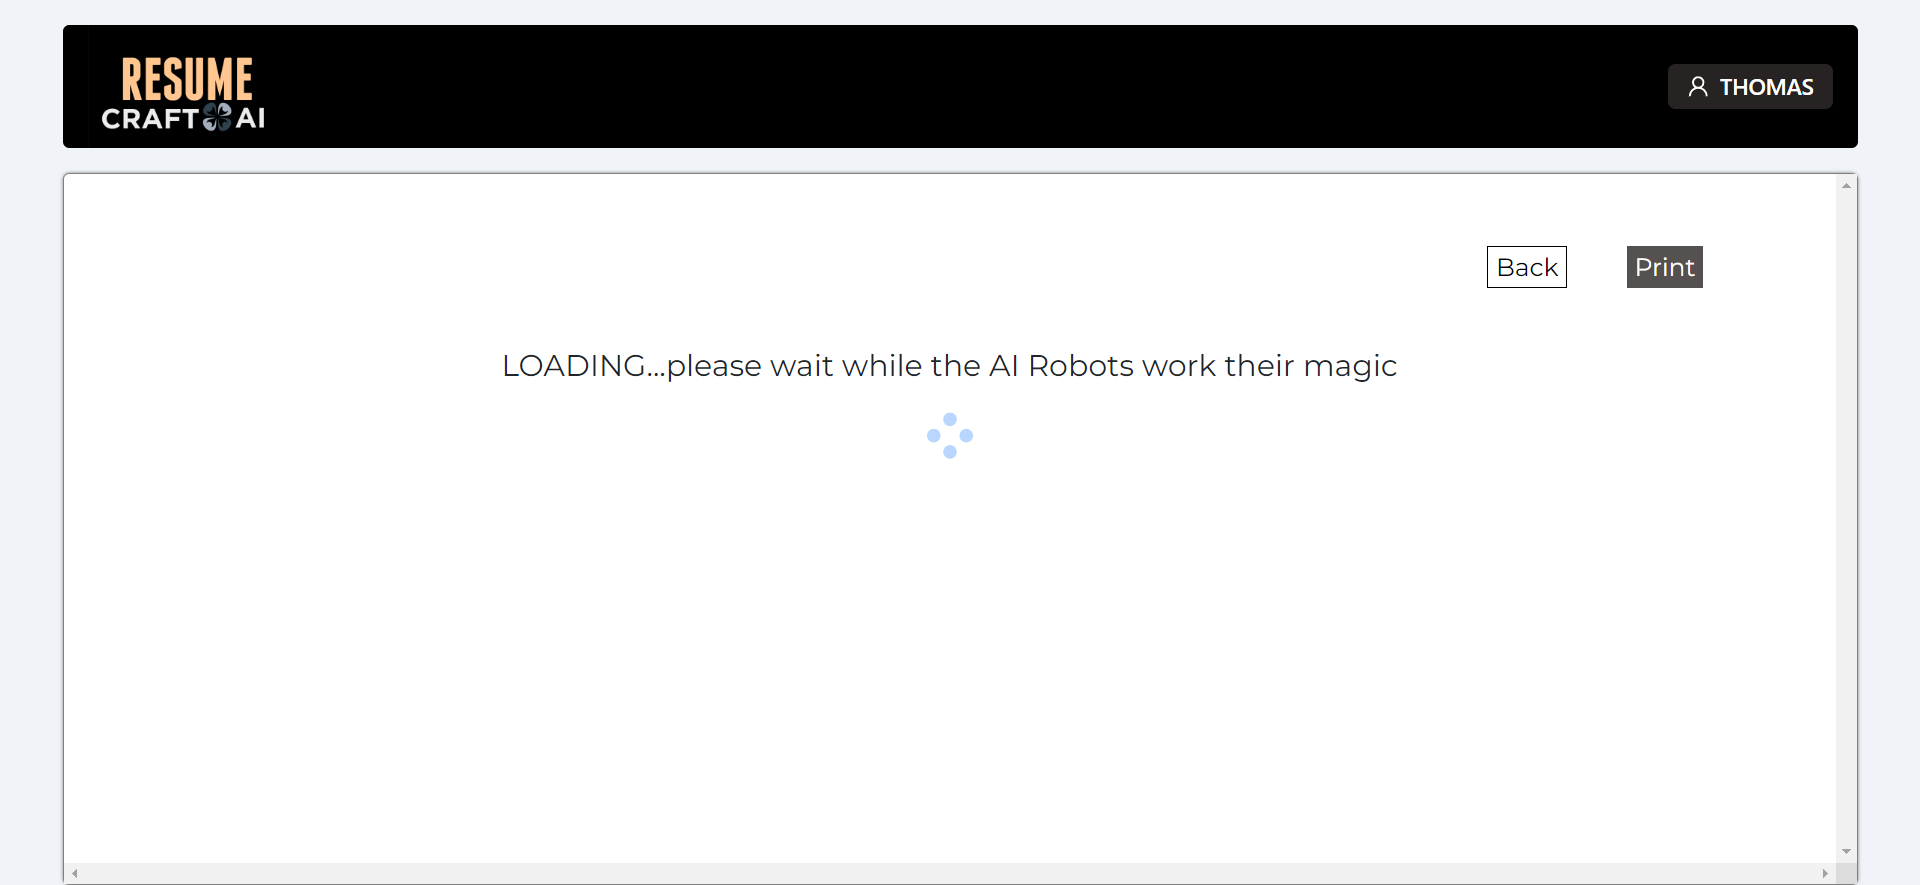 RESUME
CRAFT AI
THOMAS
Back
Print
LOADING...please wait while the AI Robots work their magic